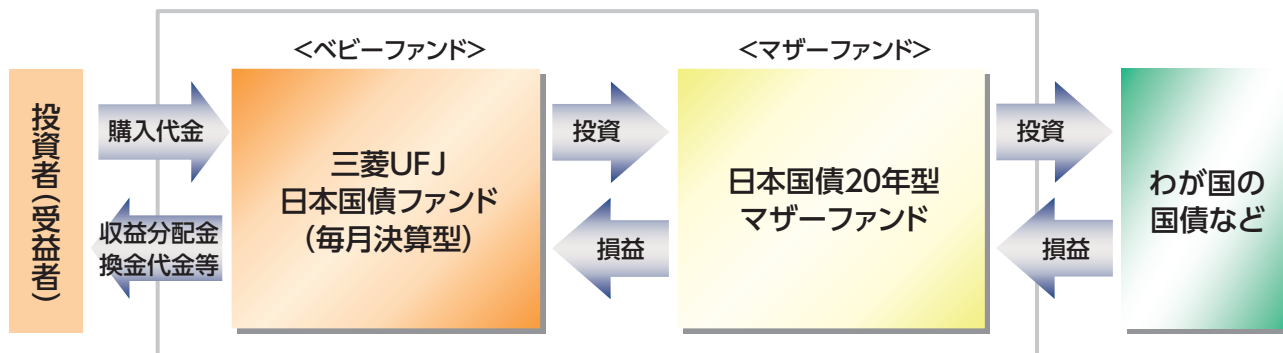 <ベビーファンド>
<マザーファンド>
投資者(受益者)
購入代金
収益分配金
換金代金等
三菱UFJ
日本国債ファンド
(毎月決算型)
投資
損益
日本国債20年型
マザーファンド
投資
損益
わが国の
国債など